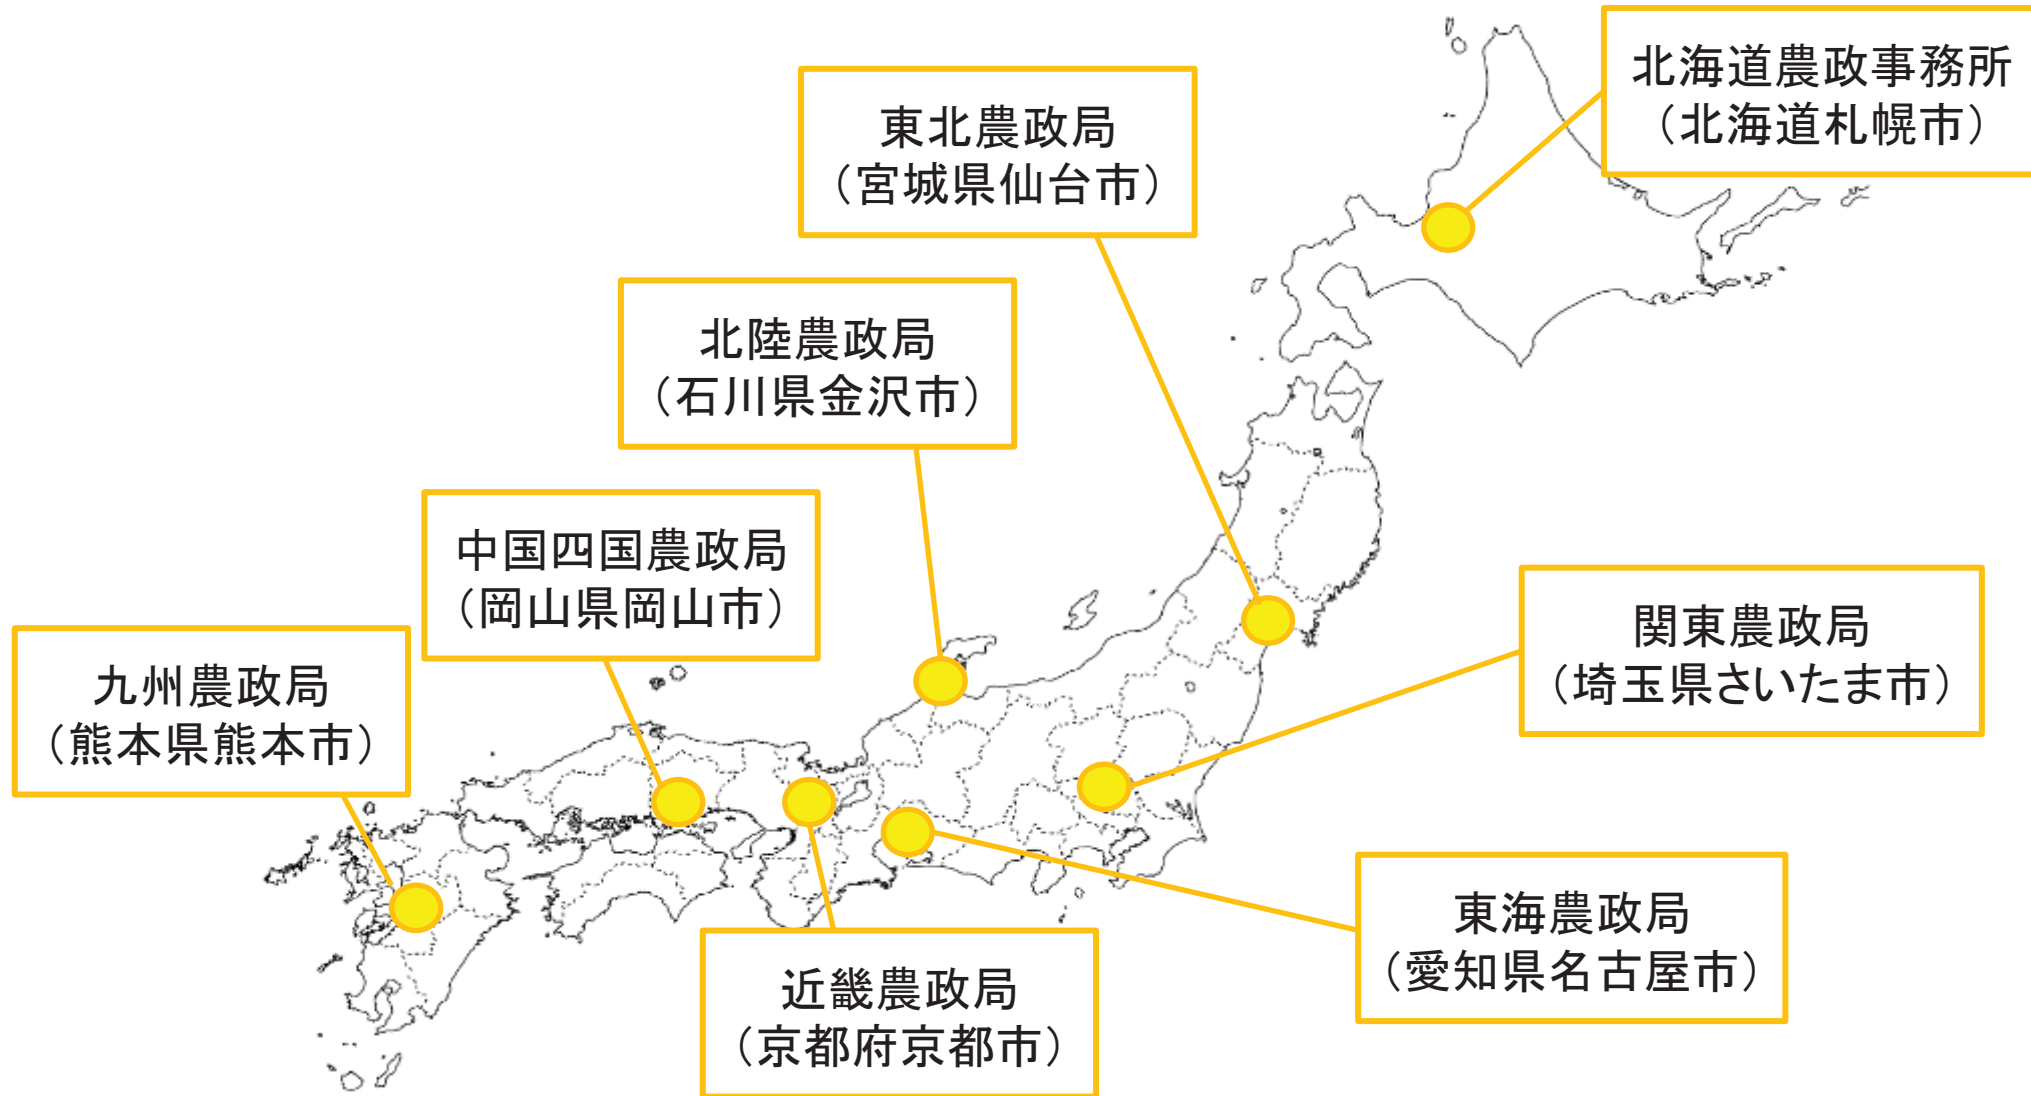 北海道農政事務所
（北海道札幌市）
東北農政局
（宮城県仙台市）
北陸農政局
（石川県金沢市）
中国四国農政局
（岡山県岡山市）
関東農政局
（埼玉県さいたま市）
九州農政局
（熊本県熊本市）
東海農政局
（愛知県名古屋市）
近畿農政局
（京都府京都市）